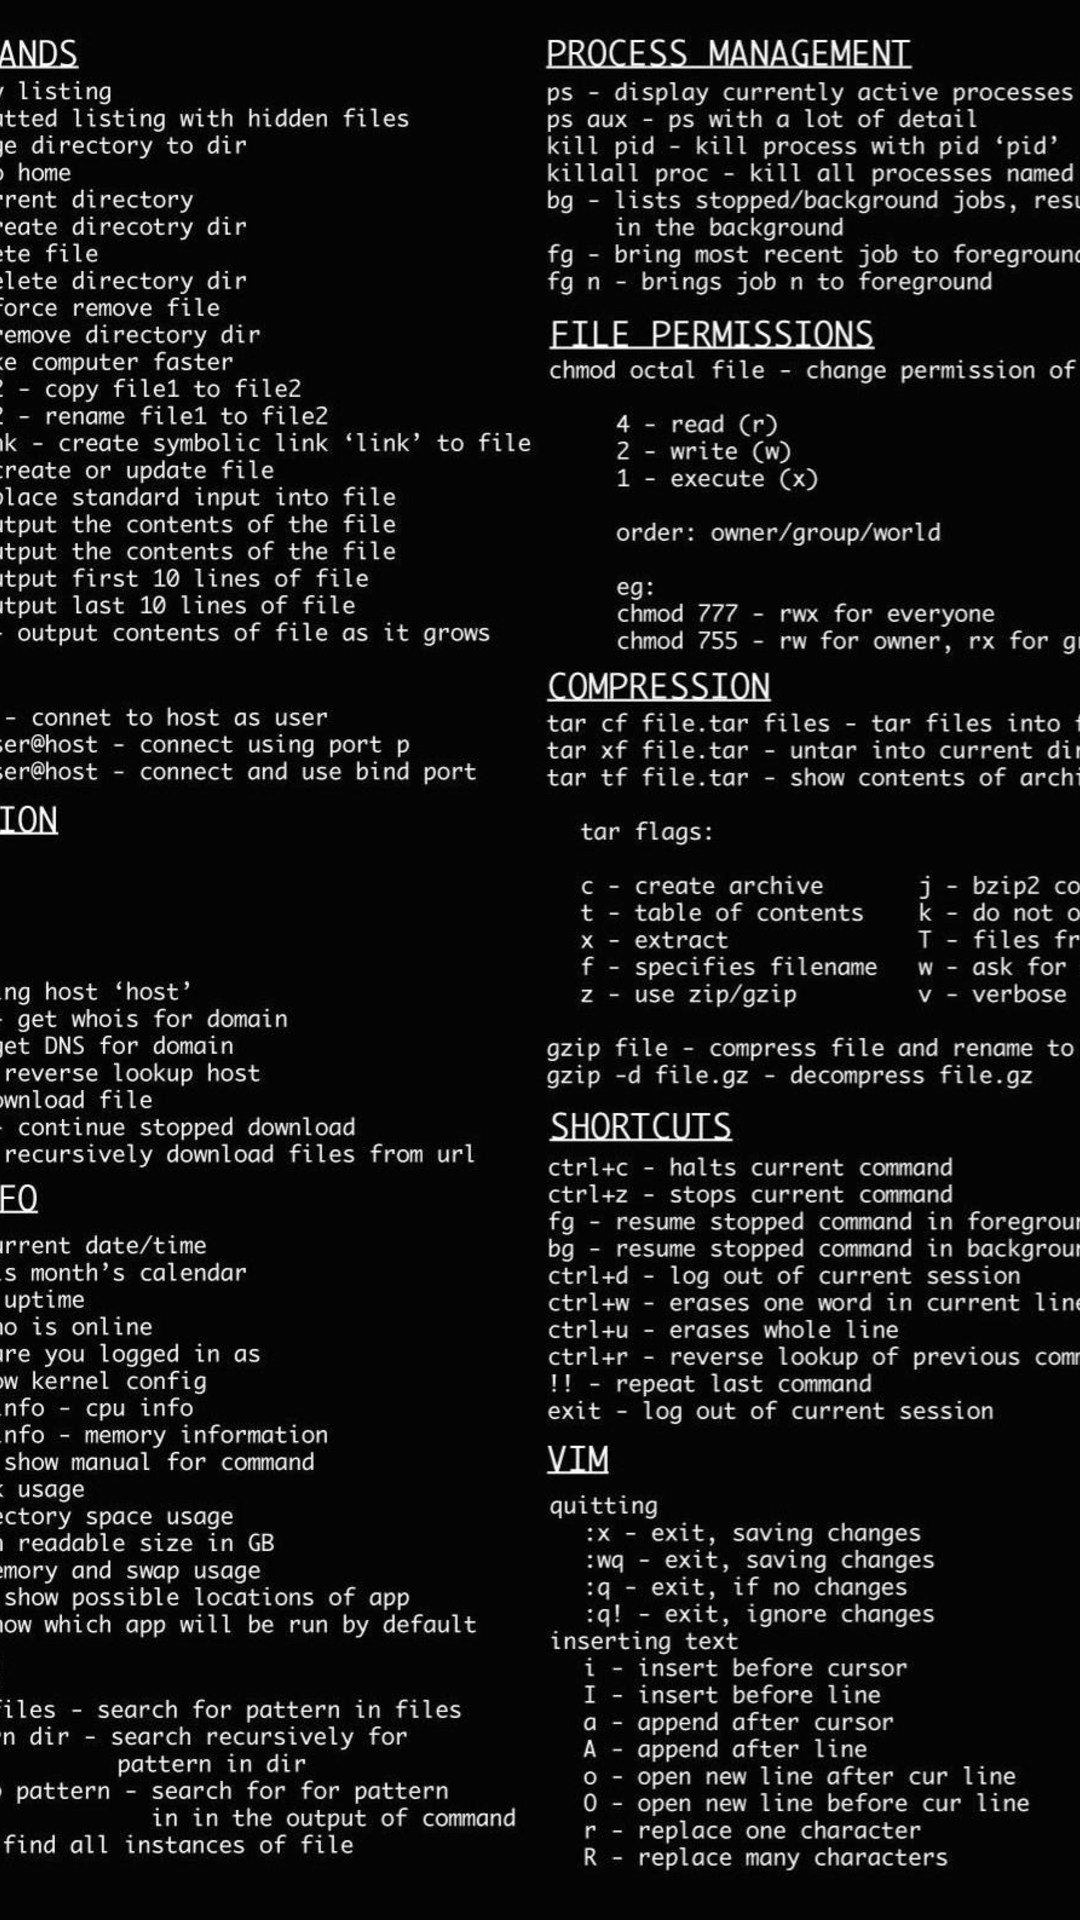 ANDS
listing
atted listing with hidden files
ge directory to dir
home
rrent directory
reate direcotry dir
ete file
elete directory dir
force remove file
remove directory dir
ke computer faster
2 - copy file1 to file2
2 - rename file1 to file2
nk - create symbolic link ‘link’ to file
create or update file
place standard input into file
utput the contents of the file
utput the contents of the file
utput first 10 lines of file
utput last 10 lines of file
- output contents of file as it grows
- connet to host as user
ser@host - connect using port p
ser@host - connect and use bind port
ION
ing host ‘host’
- get whois for domain
get DNS for domain
reverse lookup host
ownload file
- continue stopped download
recursively download files from url
FO
urrent date/time
is month’s calendar
uptime
ho is online
are you logged in as
ow kernel config
info - cpu info
info - memory information
show manual for command
k usage
ectory space usage
n readable size in GB
emory and swap usage
show possible locations of app
how which app will be run by default
files - search for pattern in files
n dir - search recursively for
pattern in dir
pattern - search for for pattern
in in the output of command
find all instances of file
PROCESS MANAGEMENT
ps - display currently active processes
ps aux - ps with a lot of detail
kill pid - kill process with pid ‘pid’
killall proc - kill all processes named
bg - lists stopped/background jobs, resu
in the background
fg - bring most recent job to foreground
fg n - brings job n to foreground
FILE PERMISSIONS
chmod octal file - change permission of
4 - read (r)
2 - write (w)
1 - execute (x)
order: owner/group/world
eg:
chmod 777 - rwx for everyone
chmod 755 - rw for owner, rx for gr
COMPRESSION
tar cf file.tar files - tar files into f
tar xf file.tar - untar into current dir
tar tf file.tar - show contents of archi
tar flags:
c - create archive j - bzip2 co
t - table of contents k - do not o
x - extract T - files fr
f - specifies filename w - ask for
z - use zip/gzip v - verbose
gzip file - compress file and rename to
gzip -d file.gz - decompress file.gz
SHORTCUTS
ctrl+c - halts current command
ctrl+z - stops current command
fg - resume stopped command in foregroun
bg - resume stopped command in backgroun
ctrl+d - log out of current session
ctrl+w - erases one word in current line
ctrl+u - erases whole line
ctrl+r - reverse lookup of previous comm
!! - repeat last command
exit - log out of current session
VIM
quitting
:x - exit, saving changes
:wq - exit, saving changes
:q - exit, if no changes
:q! - exit, ignore changes
inserting text
i - insert before cursor
I - insert before line
a - append after cursor
A - append after line
o - open new line after cur line
O - open new line before cur line
r - replace one character
R - replace many characters